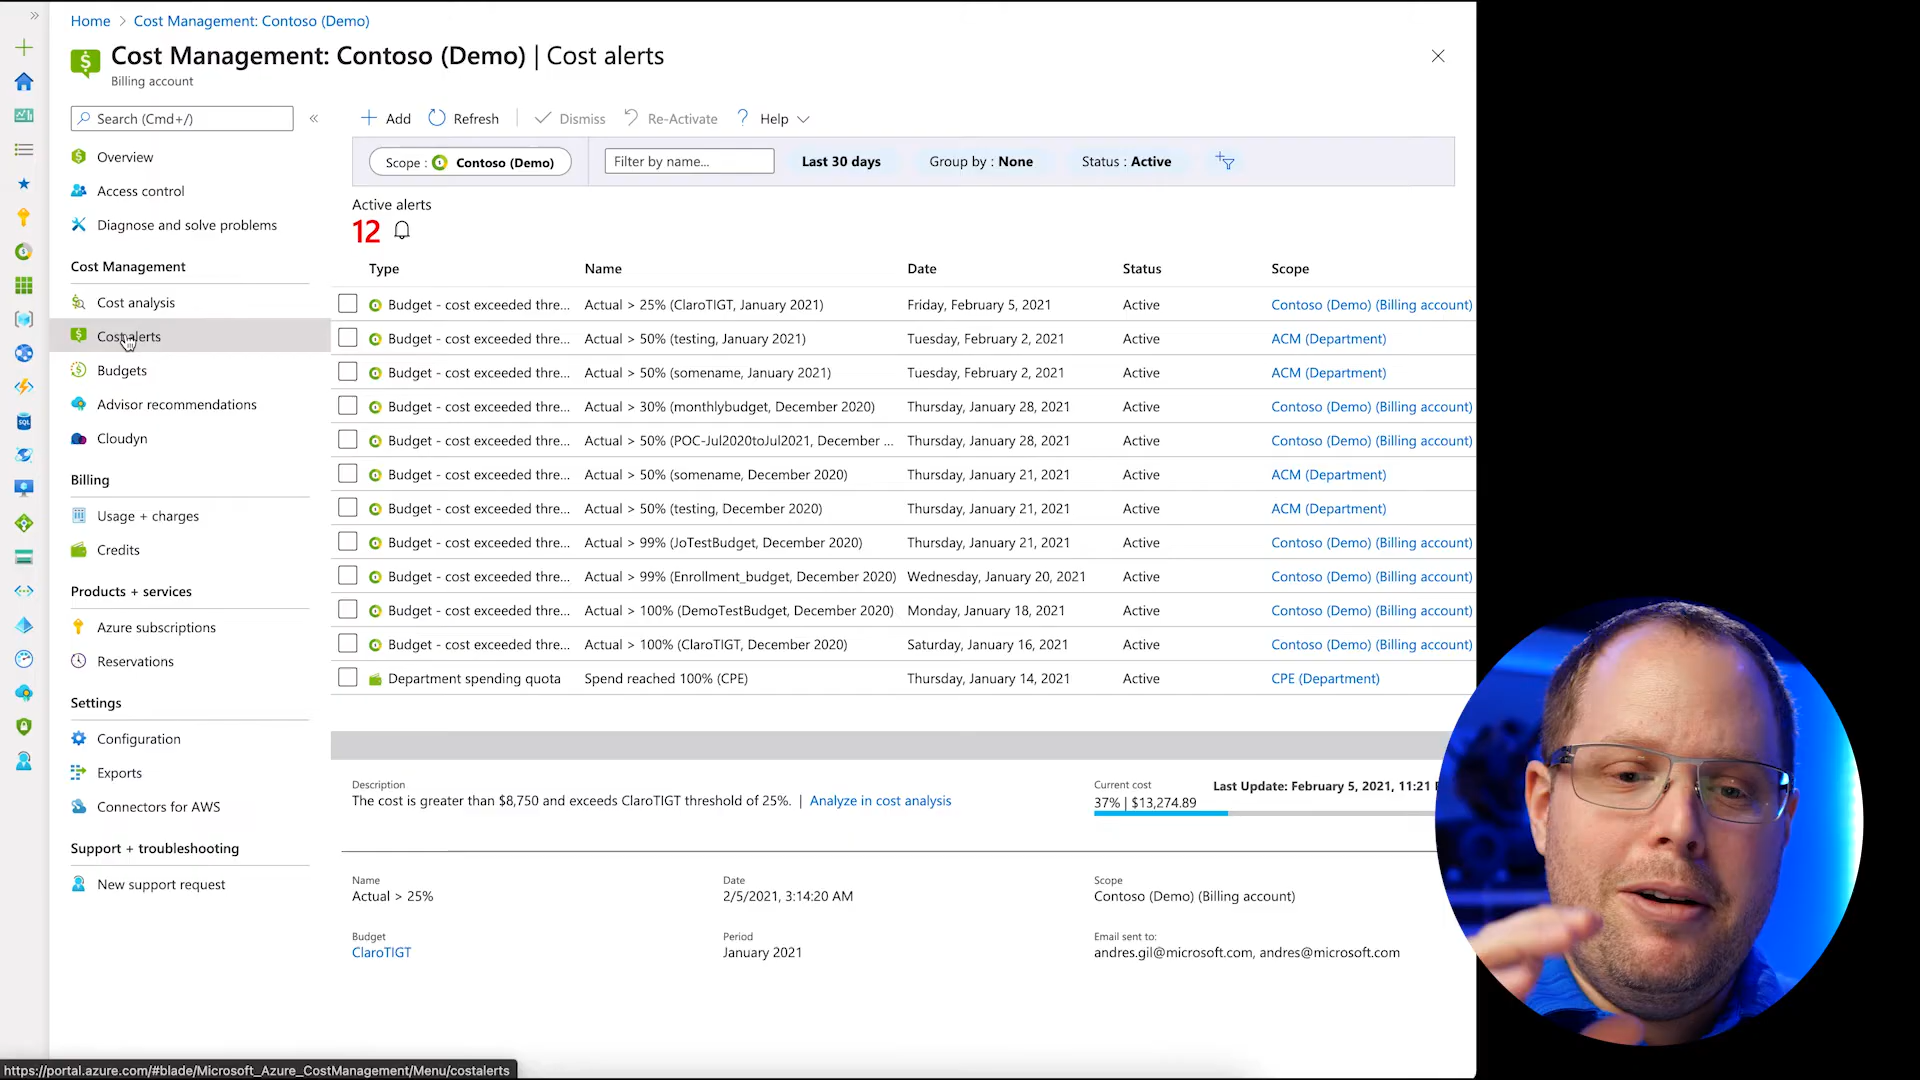 Home > Cost Management: Contoso (Demo)
Cost Management: Contoso (Demo) | Cost alerts
Billing account
Search (Cmd+/)
Overview
Access control
Diagnose and solve problems
Cost Management
Cost analysis
Cost alerts
Budgets
Advisor recommendations
Cloudyn
Billing
Usage + charges
Credits
Products + services
Azure subscriptions
Reservations
Settings
Configuration
Exports
Connectors for AWS
Support + troubleshooting
New support request
Add Refresh Dismiss Re-Activate Help
Scope : Contoso (Demo) Filter by name... Last 30 days Group by : None Status : Active
Active alerts
12
Type Name Date Status Scope
Budget - cost exceeded thre... Actual > 25% (ClaroTIGT, January 2021) Friday, February 5, 2021 Active Contoso (Demo) (Billing account)
Budget - cost exceeded thre... Actual > 50% (testing, January 2021) Tuesday, February 2, 2021 Active ACM (Department)
Budget - cost exceeded thre... Actual > 50% (somename, January 2021) Tuesday, February 2, 2021 Active ACM (Department)
Budget - cost exceeded thre... Actual > 30% (monthlybudget, December 2020) Thursday, January 28, 2021 Active Contoso (Demo) (Billing account)
Budget - cost exceeded thre... Actual > 50% (POC-Jul2020toJul2021, December ... Thursday, January 28, 2021 Active Contoso (Demo) (Billing account)
Budget - cost exceeded thre... Actual > 50% (somename, December 2020) Thursday, January 21, 2021 Active ACM (Department)
Budget - cost exceeded thre... Actual > 50% (testing, December 2020) Thursday, January 21, 2021 Active ACM (Department)
Budget - cost exceeded thre... Actual > 99% (JoTestBudget, December 2020) Thursday, January 21, 2021 Active Contoso (Demo) (Billing account)
Budget - cost exceeded thre... Actual > 99% (Enrollment_budget, December 2020) Wednesday, January 20, 2021 Active Contoso (Demo) (Billing account)
Budget - cost exceeded thre... Actual > 100% (DemoTestBudget, December 2020) Monday, January 18, 2021 Active Contoso (Demo) (Billing account)
Budget - cost exceeded thre... Actual > 100% (ClaroTIGT, December 2020) Saturday, January 16, 2021 Active Contoso (Demo) (Billing account)
Department spending quota Spend reached 100% (CPE) Thursday, January 14, 2021 Active CPE (Department)
Description
The cost is greater than $8,750 and exceeds ClaroTIGT threshold of 25%. | Analyze in cost analysis
Current cost Last Update: February 5, 2021, 11:21
37% | $13,274.89
Name Date Scope
Actual > 25% 2/5/2021, 3:14:20 AM Contoso (Demo) (Billing account)
Budget Period Email sent to:
ClaroTIGT January 2021 andres.gil@microsoft.com, andres@microsoft.com
https://portal.azure.com/#blade/Microsoft_Azure_CostManagement/Menu/costalerts